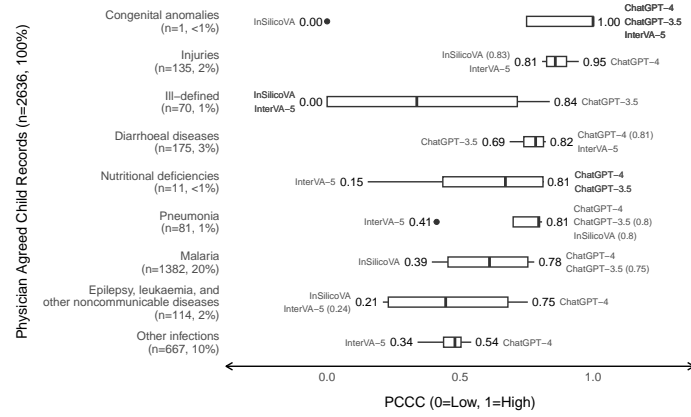 Physician Agreed Child Records (n=2636, 100%)
Congenital anomalies
(n=1, <1%)
InSilicoVA 0.00
1.00
ChatGPT−4
ChatGPT−3.5
InterVA−5
Injuries
(n=135, 2%)
InSilicoVA (0.83)
InterVA−5
0.81
0.95 ChatGPT−4
Ill−defined
(n=70, 1%)
InSilicoVA
InterVA−5
0.00
0.84 ChatGPT−3.5
Diarrhoeal diseases
(n=175, 3%)
ChatGPT−3.5 0.69
0.82
ChatGPT−4 (0.81)
InterVA−5
Nutritional deficiencies
(n=11, <1%)
InterVA−5 0.15
0.81
ChatGPT−4
ChatGPT−3.5
Pneumonia
(n=81, 1%)
InterVA−5 0.41
0.81
ChatGPT−4
ChatGPT−3.5 (0.8)
InSilicoVA (0.8)
Malaria
(n=1382, 20%)
InSilicoVA 0.39
0.78
ChatGPT−4
ChatGPT−3.5 (0.75)
Epilepsy, leukaemia, and
other noncommunicable diseases
(n=114, 2%)
InSilicoVA
InterVA−5 (0.24)
0.21
0.75 ChatGPT−4
Other infections
(n=667, 10%)
InterVA−5 0.34
0.54 ChatGPT−4
0.0 0.5 1.0
PCCC (0=Low, 1=High)